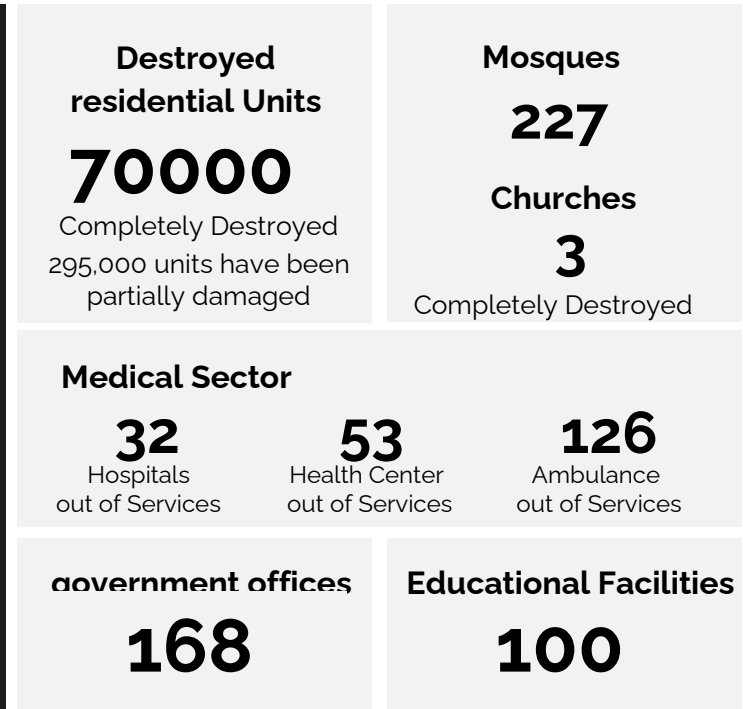 Destroyed
residential Units
70000
Completely Destroyed
295,000 units have been
partially damaged
Mosques
227
Churches
3
Completely Destroyed
Medical Sector
32
Hospitals
out of Services
53
Health Center
out of Services
126
Ambulance
out of Services
government offices
168
Educational Facilities
100